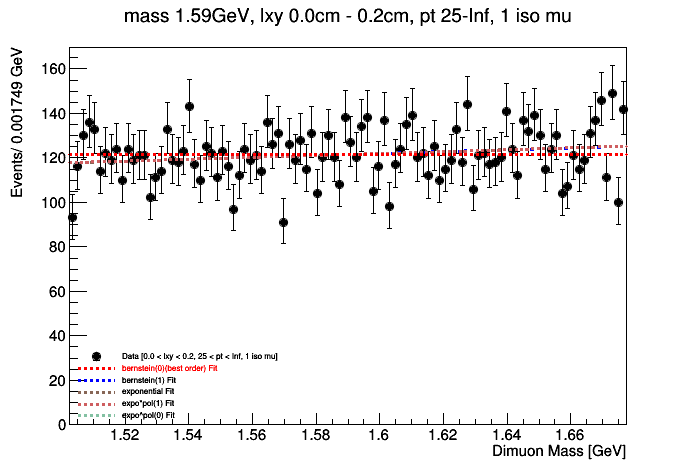 mass 1.59GeV, lxy 0.0cm - 0.2cm, pt 25-Inf, 1 iso mu
Events/ 0.001749 GeV
160
140
120
100
80
60
40
20
0
Data [0.0 < lxy < 0.2, 25 < pt < Inf, 1 iso mu]
bernstein(0)(best order) Fit
bernstein(1) Fit
exponential Fit
expo*pol(1) Fit
expo*pol(0) Fit
1.52 1.54 1.56 1.58 1.6 1.62 1.64 1.66
Dimuon Mass [GeV]